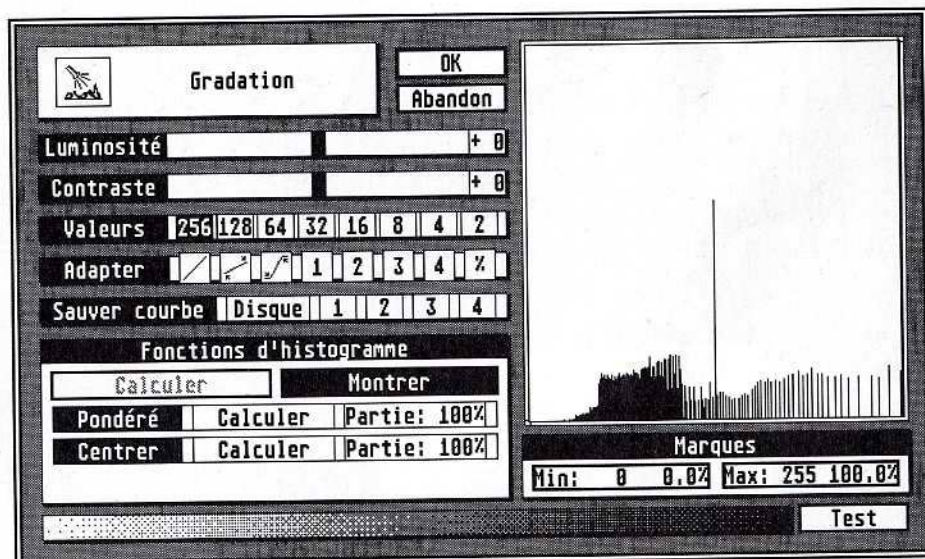 Gradation
OK
Abandon
Luminosité + 0
Contraste + 0
Valeurs 256 128 64 32 16 8 4 2
Adapter 1 2 3 4 %
Sauver courbe Disque 1 2 3 4
Fonctions d'histogramme
Calculer Montrer
Pondéré Calculer Partie: 100%
Centrer Calculer Partie: 100%
Marques
Min: 0 0.0% Max: 255 100.0%
Test